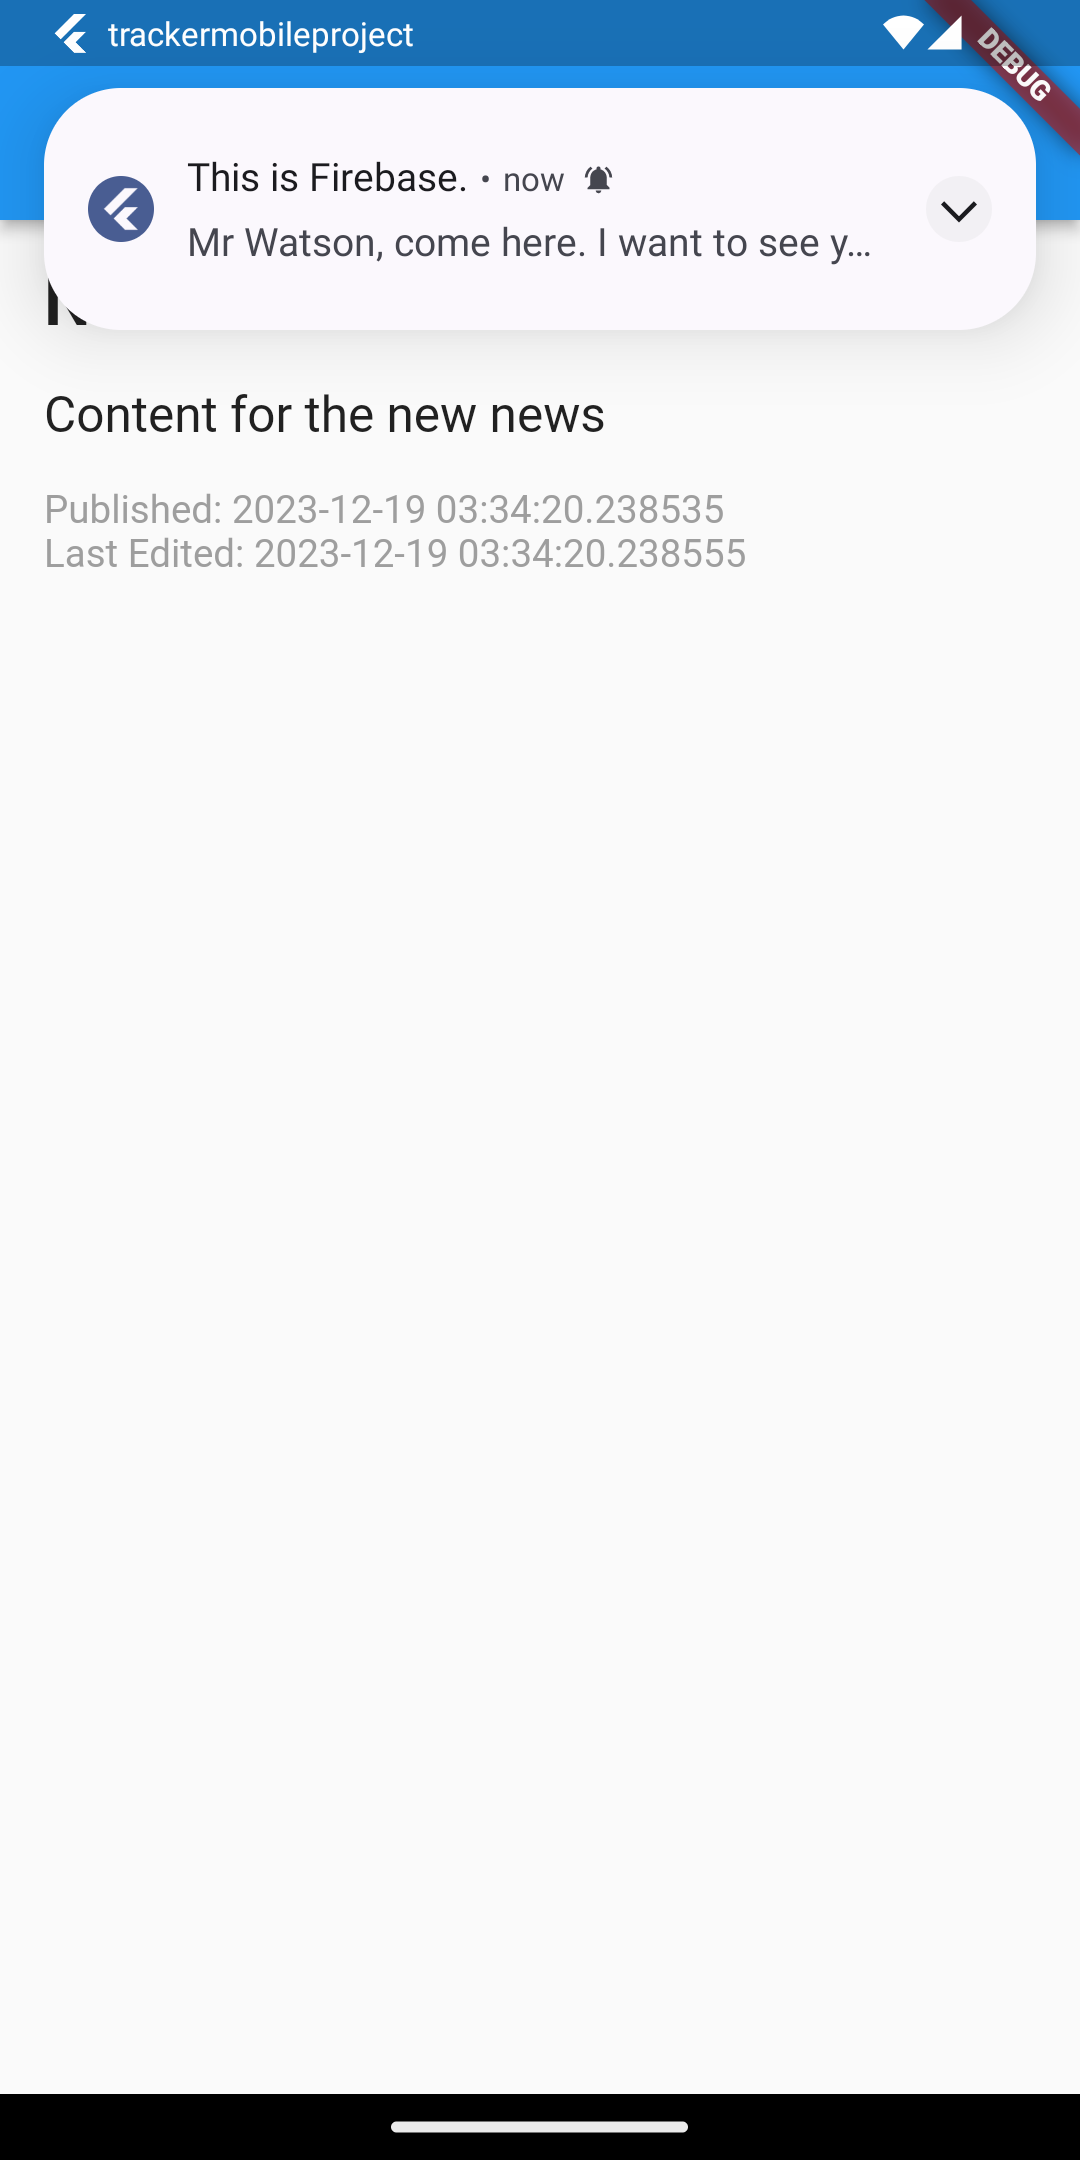 trackermobileproject
DEBUG
This is Firebase. • now
Mr Watson, come here. I want to see y...
Content for the new news
Published: 2023-12-19 03:34:20.238535
Last Edited: 2023-12-19 03:34:20.238555